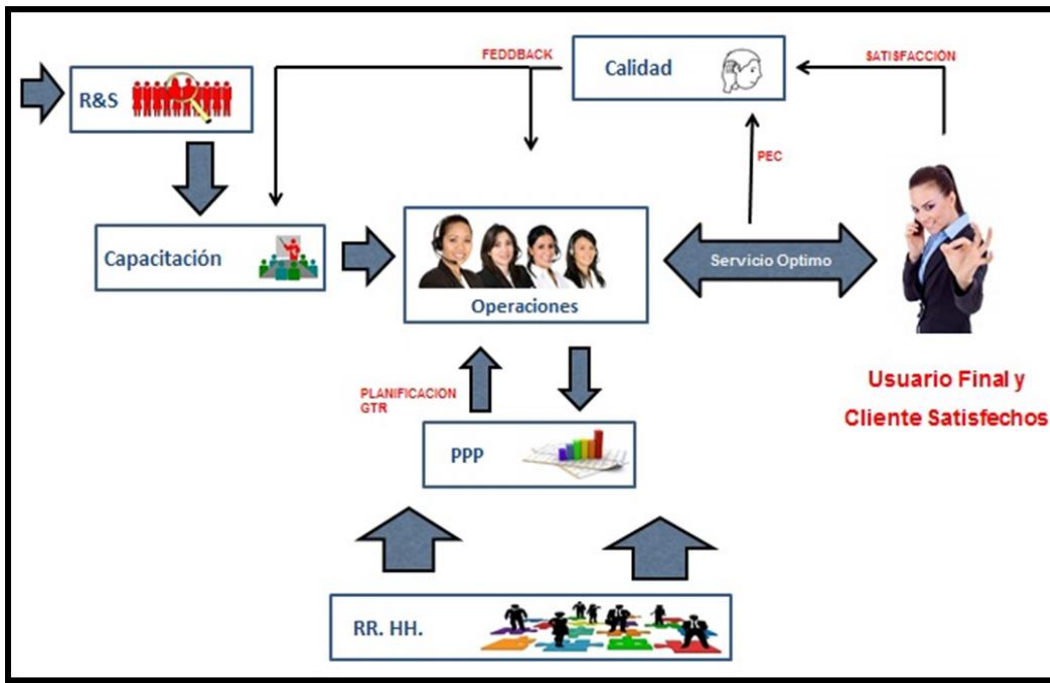 FEDDBACK
Calidad
SATISFACCIÓN
R&S
PEC
Capacitación
Operaciones
Servicio Optimo
PLANIFICACION
GTR
Usuario Final y
Cliente Satisfechos
PPP
RR. HH.